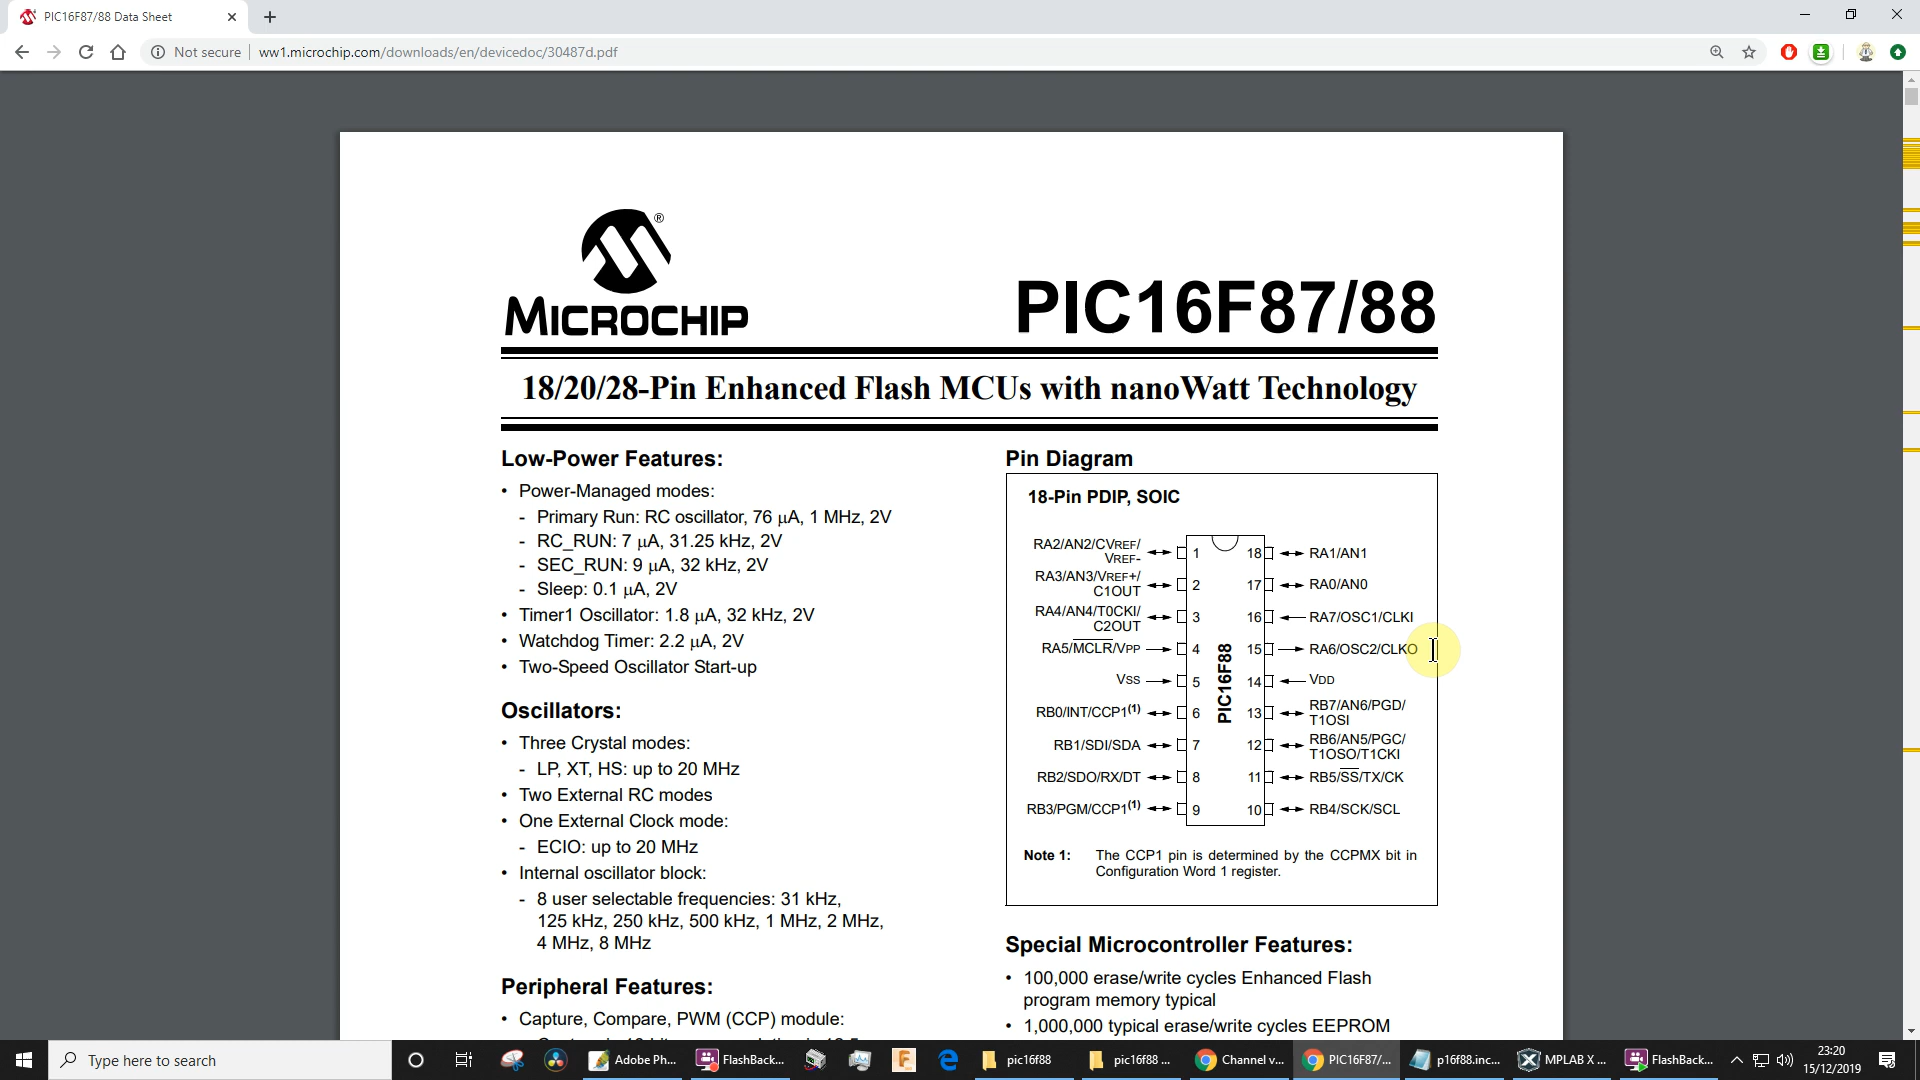 PIC16F87/88 Data Sheet
Not secure
ww1.microchip.com/downloads/en/devicedoc/30487d.pdf
®
MICROCHIP
PIC16F87/88
18/20/28-Pin Enhanced Flash MCUs with nanoWatt Technology
Low-Power Features:
• Power-Managed modes:
- Primary Run: RC oscillator, 76 μA, 1 MHz, 2V
- RC_RUN: 7 μA, 31.25 kHz, 2V
- SEC_RUN: 9 μA, 32 kHz, 2V
- Sleep: 0.1 μA, 2V
• Timer1 Oscillator: 1.8 μA, 32 kHz, 2V
• Watchdog Timer: 2.2 μA, 2V
• Two-Speed Oscillator Start-up
Oscillators:
• Three Crystal modes:
- LP, XT, HS: up to 20 MHz
• Two External RC modes
• One External Clock mode:
- ECIO: up to 20 MHz
• Internal oscillator block:
- 8 user selectable frequencies: 31 kHz,
125 kHz, 250 kHz, 500 kHz, 1 MHz, 2 MHz,
4 MHz, 8 MHz
Peripheral Features:
• Capture, Compare, PWM (CCP) module:
Pin Diagram
18-Pin PDIP, SOIC
RA2/AN2/CVREF/
VREF-
1
18
RA1/AN1
RA3/AN3/VREF+/
C1OUT
2
17
RA0/AN0
RA4/AN4/T0CKI/
C2OUT
3
16
RA7/OSC1/CLKI
RA5/MCLR/VPP
4
15
RA6/OSC2/CLKO
VSS
5
14
VDD
RB0/INT/CCP1(1)
6
13
RB7/AN6/PGD/
T1OSI
RB1/SDI/SDA
7
12
RB6/AN5/PGC/
T1OSO/T1CKI
RB2/SDO/RX/DT
8
11
RB5/SS/TX/CK
RB3/PGM/CCP1(1)
9
10
RB4/SCK/SCL
PIC16F88
Note 1: The CCP1 pin is determined by the CCPMX bit in
Configuration Word 1 register.
Special Microcontroller Features:
• 100,000 erase/write cycles Enhanced Flash
program memory typical
• 1,000,000 typical erase/write cycles EEPROM
Type here to search
Adobe Ph...
FlashBack...
pic16f88
pic16f88 ...
Channel v...
PIC16F87/...
p16f88.inc...
MPLAB X ...
FlashBack...
23:20
15/12/2019